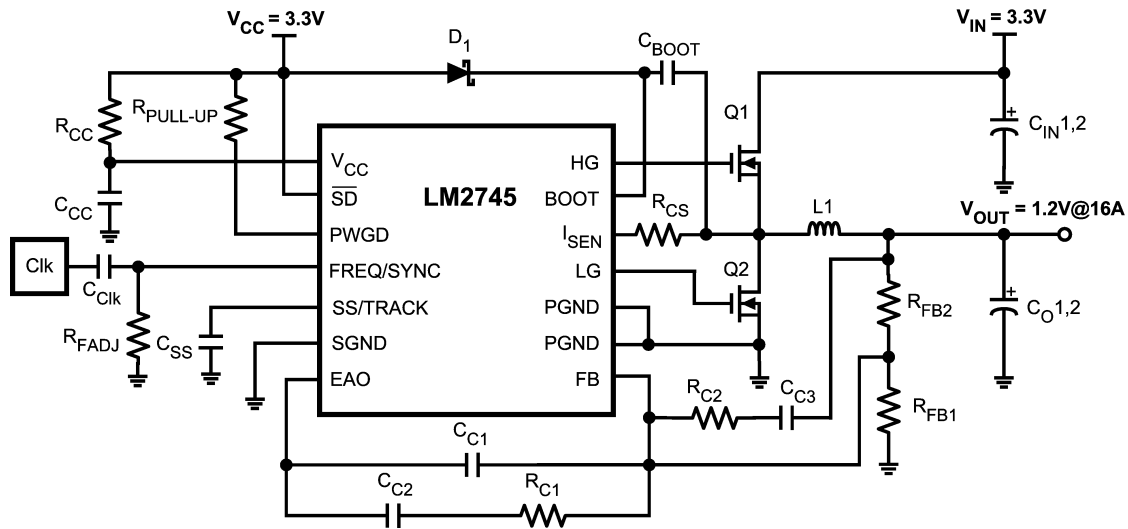 V_CC = 3.3V
V_IN = 3.3V
D_1
C_BOOT
R_PULL-UP
R_CC
Q1
C_IN1,2
HG
V_CC
LM2745
BOOT
SD
C_CC
R_CS
L1
V_OUT = 1.2V@16A
PWGD
I_SEN
Clk
FREQ/SYNC
LG
Q2
C_Clk
R_FB2
C_O1,2
SS/TRACK
PGND
R_FADJ
C_SS
SGND
PGND
EAO
FB
R_C2
C_C3
R_FB1
C_C1
C_C2
R_C1